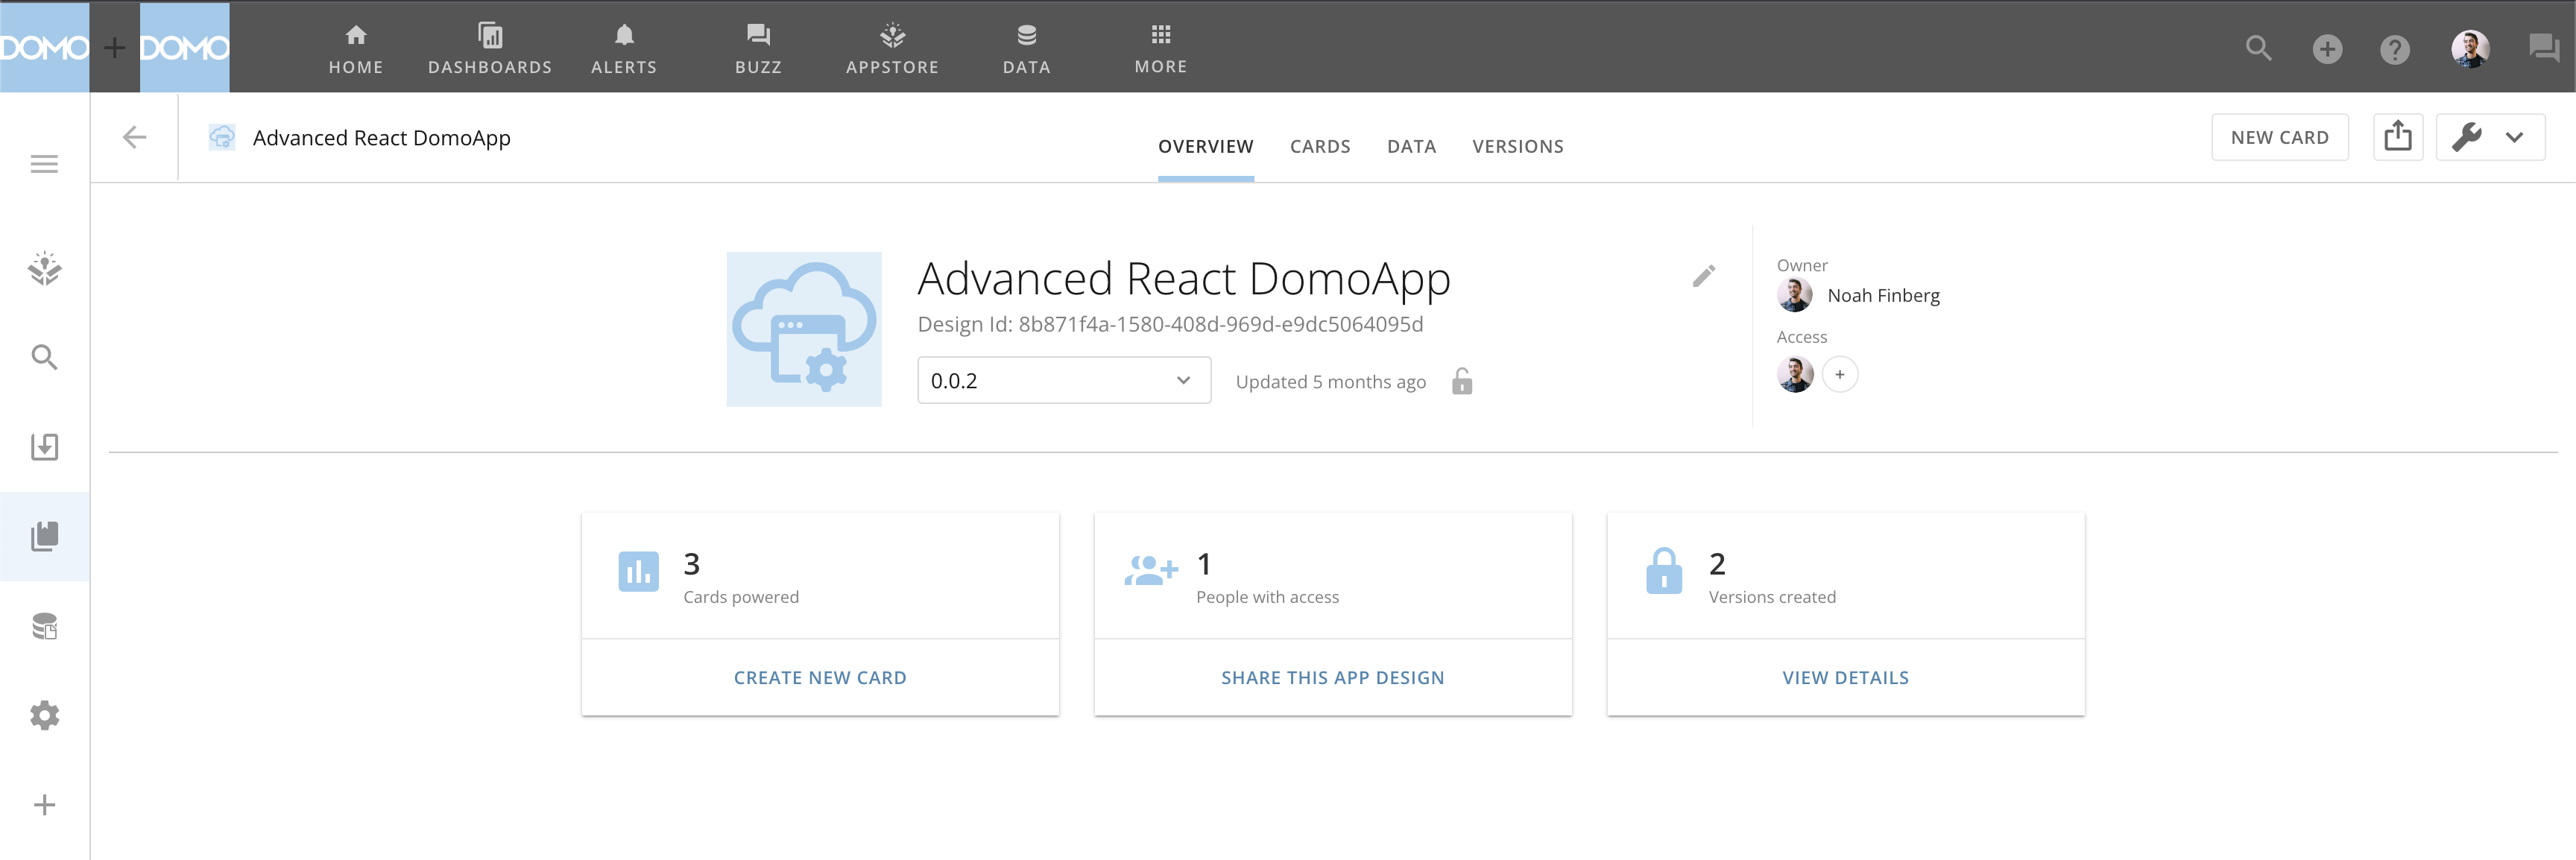 DOMO
DOMO
HOME
DASHBOARDS
ALERTS
BUZZ
APPSTORE
DATA
MORE
Advanced React DomoApp
OVERVIEW
CARDS
DATA
VERSIONS
NEW CARD
Advanced React DomoApp
Design Id: 8b871f4a-1580-408d-969d-e9dc5064095d
0.0.2
Updated 5 months ago
Owner
Noah Finberg
Access
3
Cards powered
CREATE NEW CARD
1
People with access
SHARE THIS APP DESIGN
2
Versions created
VIEW DETAILS